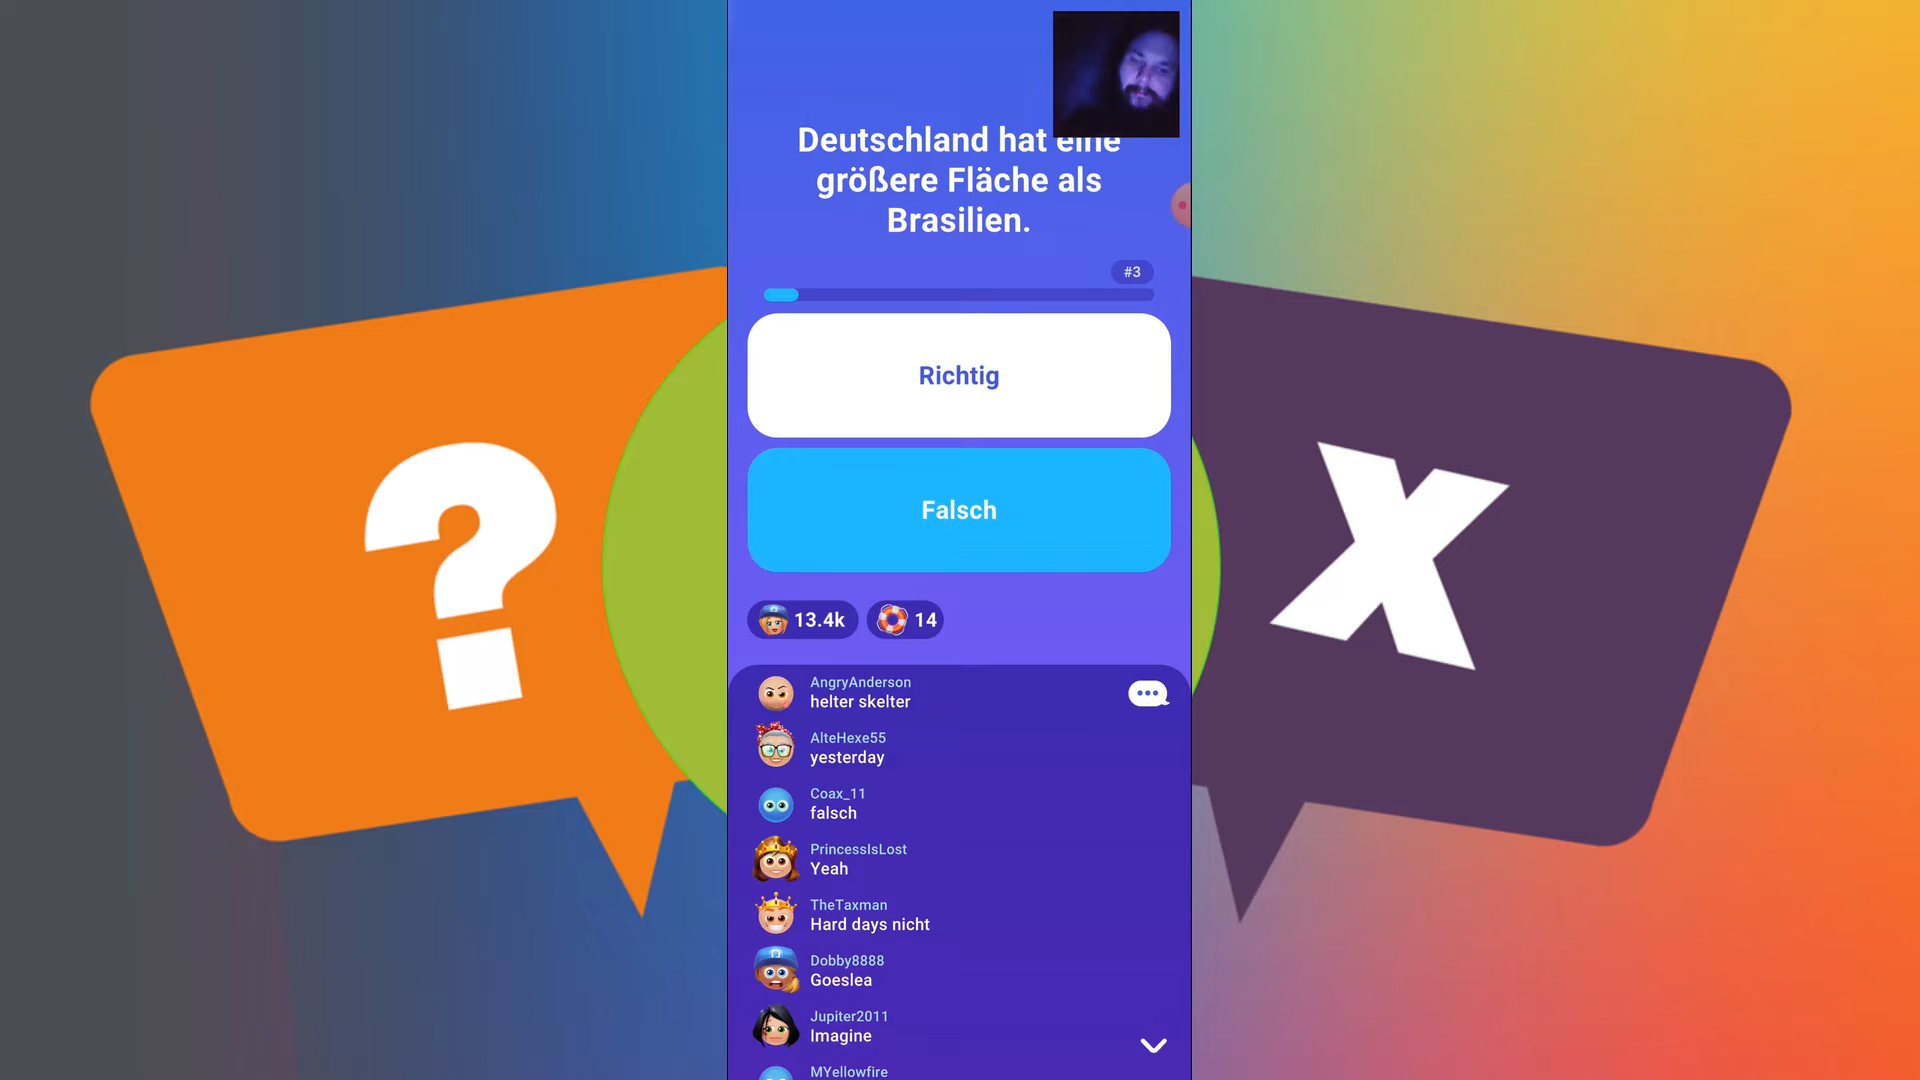 Deutschland hat eine
größere Fläche als
Brasilien.
#3
Richtig
Falsch
13.4k
14
AngryAnderson
helter skelter
AlteHexe55
yesterday
Coax_11
falsch
PrincessIsLost
Yeah
TheTaxman
Hard days nicht
Dobby8888
Goeslea
Jupiter2011
Imagine
MYellowfire
?
X